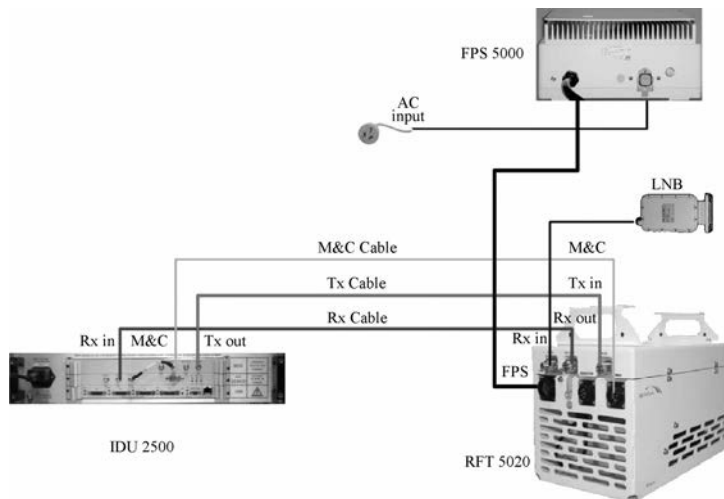 FPS 5000
AC
input
LNB
M&C Cable
M&C
Tx Cable
Tx in
Rx Cable
Rx out
Rx in
M&C
Tx out
Rx in
FPS
IDU 2500
RFT 5020